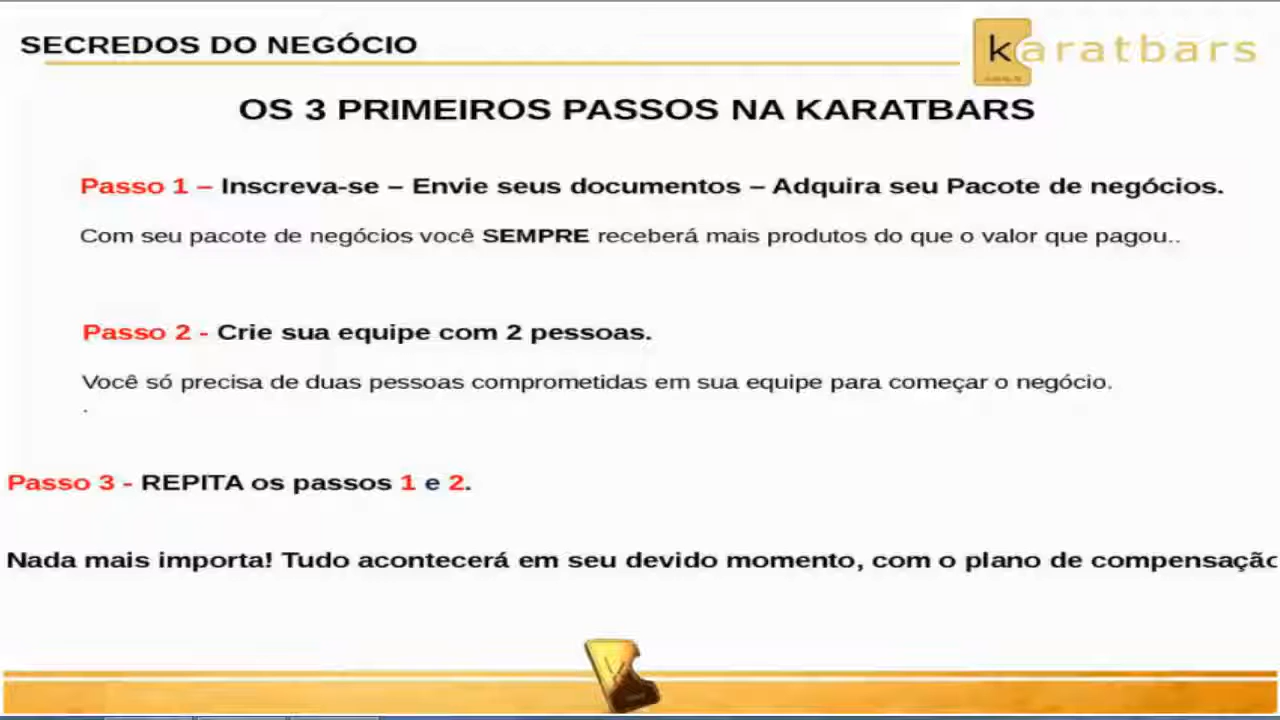 SECREDOS DO NEGÓCIO
karatbars
OS 3 PRIMEIROS PASSOS NA KARATBARS
Passo 1 – Inscreva-se – Envie seus documentos – Adquira seu Pacote de negócios.
Com seu pacote de negócios você SEMPRE receberá mais produtos do que o valor que pagou..
Passo 2 - Crie sua equipe com 2 pessoas.
Você só precisa de duas pessoas comprometidas em sua equipe para começar o negócio.
.
Passo 3 - REPITA os passos 1 e 2.
Nada mais importa! Tudo acontecerá em seu devido momento, com o plano de compensação